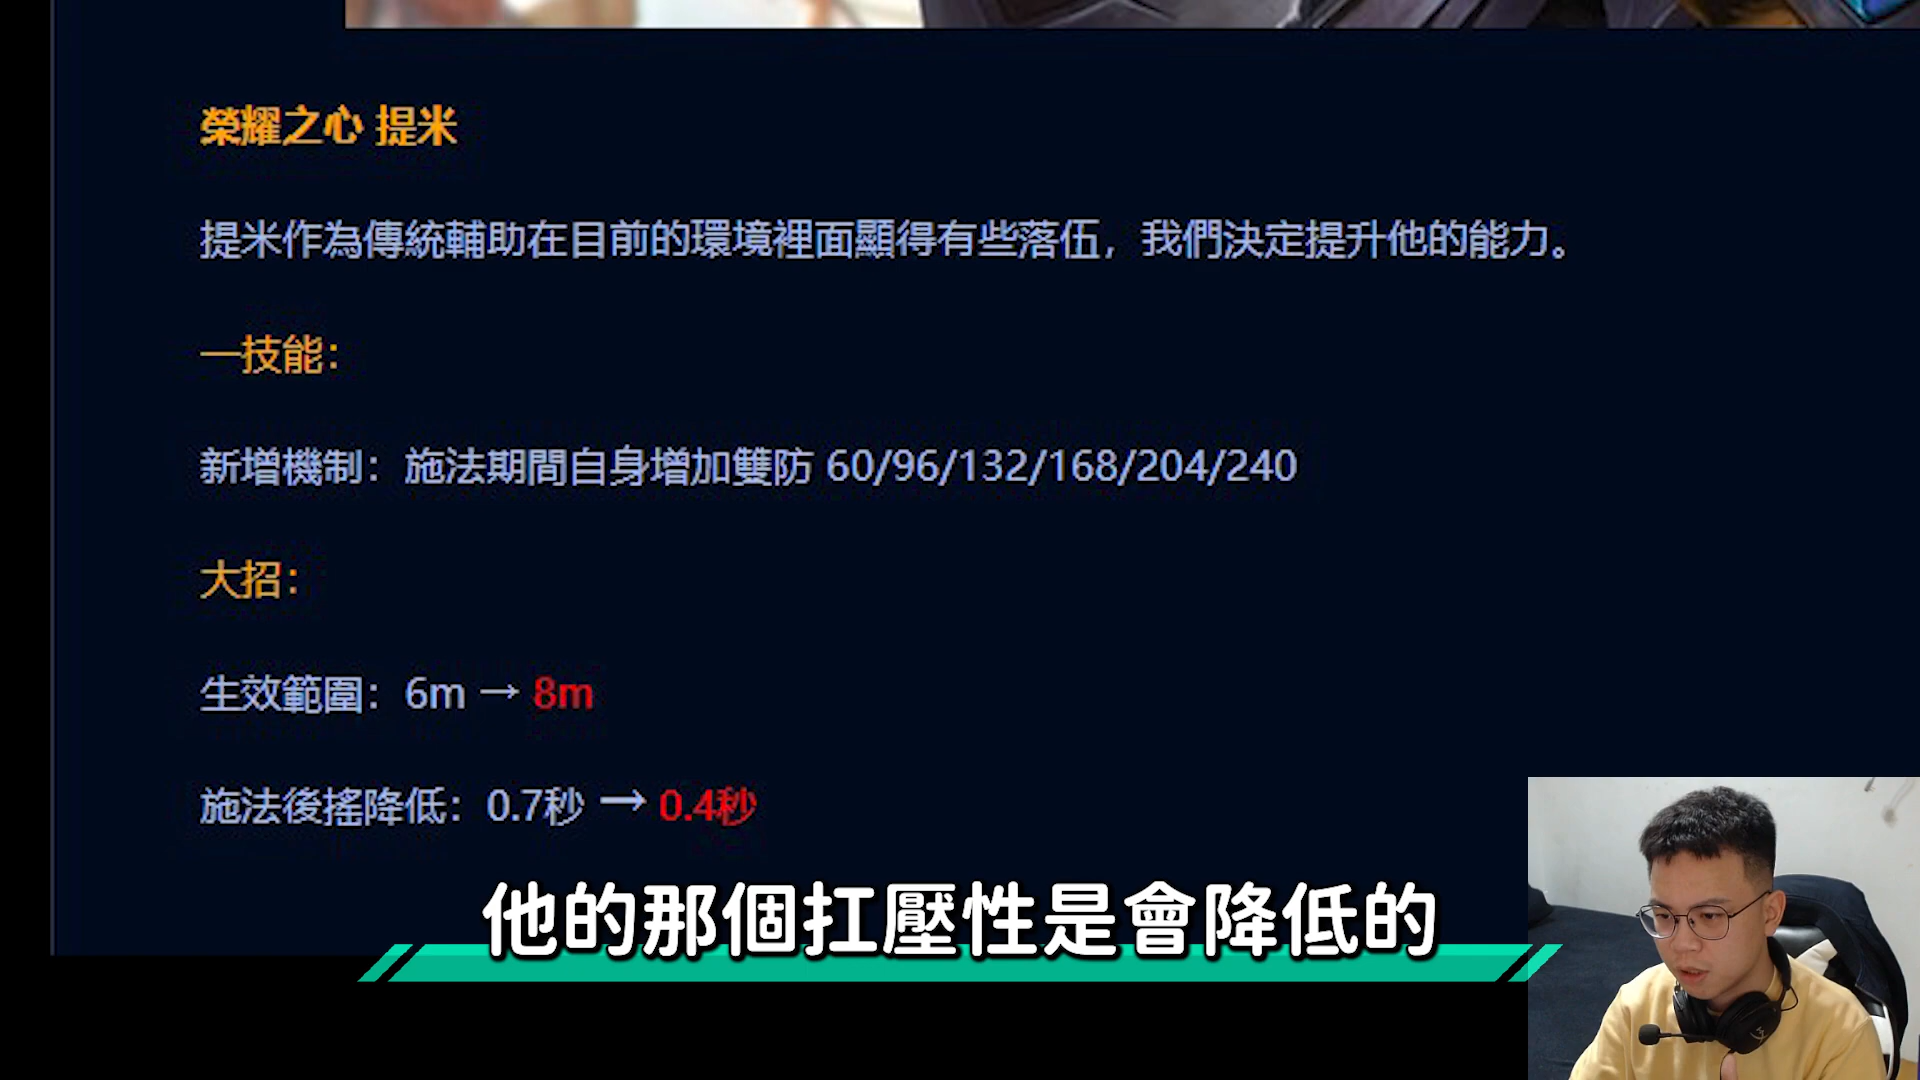 榮耀之心 提米
提米作為傳統輔助在目前的環境裡面顯得有些落伍，我們決定提升他的能力。
一技能：
新增機制：施法期間自身增加雙防 60/96/132/168/204/240
大招：
生效範圍：6m → 8m
施法後搖降低：0.7秒 → 0.4秒
他的那個扛壓性是會降低的